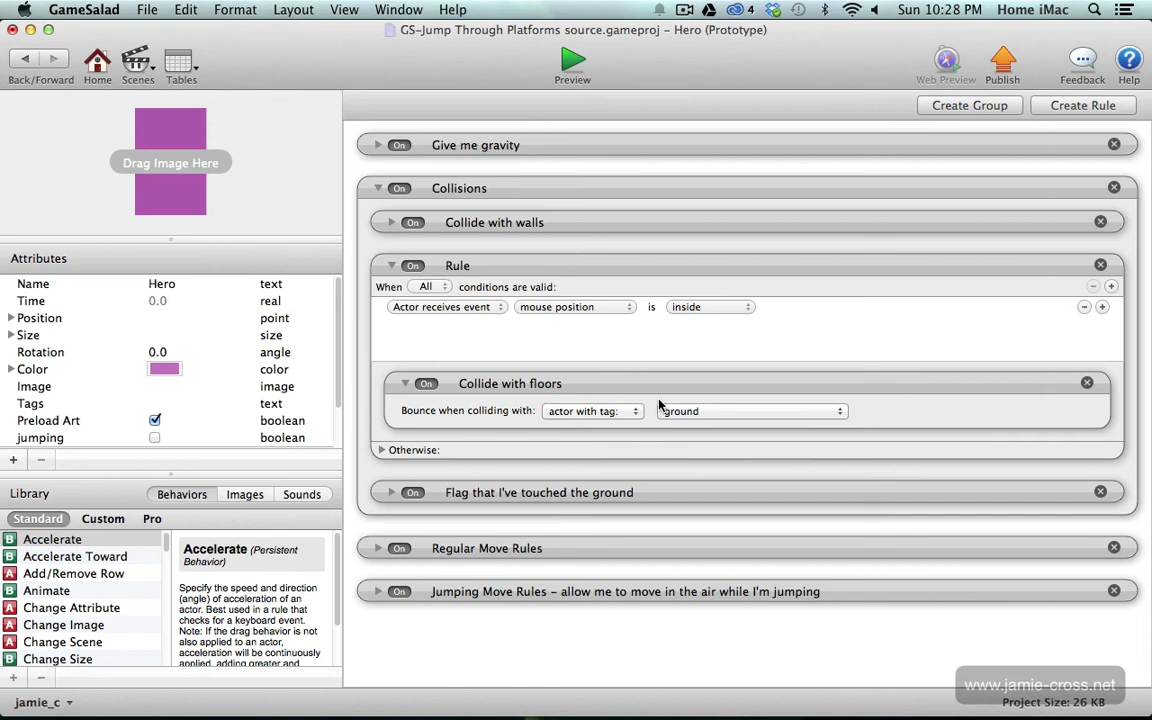 GameSalad File Edit Format Layout View Window Help 4 Sun 10:28 PM Home iMac
GS-Jump Through Platforms source.gameproj – Hero (Prototype)
Back/Forward Home Scenes Tables Preview Web Preview Publish Feedback Help
Create Group Create Rule
Drag Image Here
Attributes
Name Hero text
Time 0.0 real
Position point
Size size
Rotation 0.0 angle
Color color
Image image
Tags text
Preload Art boolean
jumping boolean
Library Behaviors Images Sounds
Standard Custom Pro
Accelerate
Accelerate Toward
Add/Remove Row
Animate
Change Attribute
Change Image
Change Scene
Change Size
Accelerate (Persistent
Behavior)
Specify the speed and direction
(angle) of acceleration of an
actor. Best used in a rule that
checks for a keyboard event.
Note: If the drag behavior is not
also applied to an actor,
acceleration will be
continuously
applied, adding greater and
jamie_c
On Give me gravity
On Collisions
On Collide with walls
On Rule
When All conditions are valid:
Actor receives event mouse position is inside
On Collide with floors
Bounce when colliding with: actor with tag: ground
Otherwise:
On Flag that I've touched the ground
On Regular Move Rules
On Jumping Move Rules – allow me to move in the air while I'm jumping
www.jamie-cross.net
Project Size: 26 KB